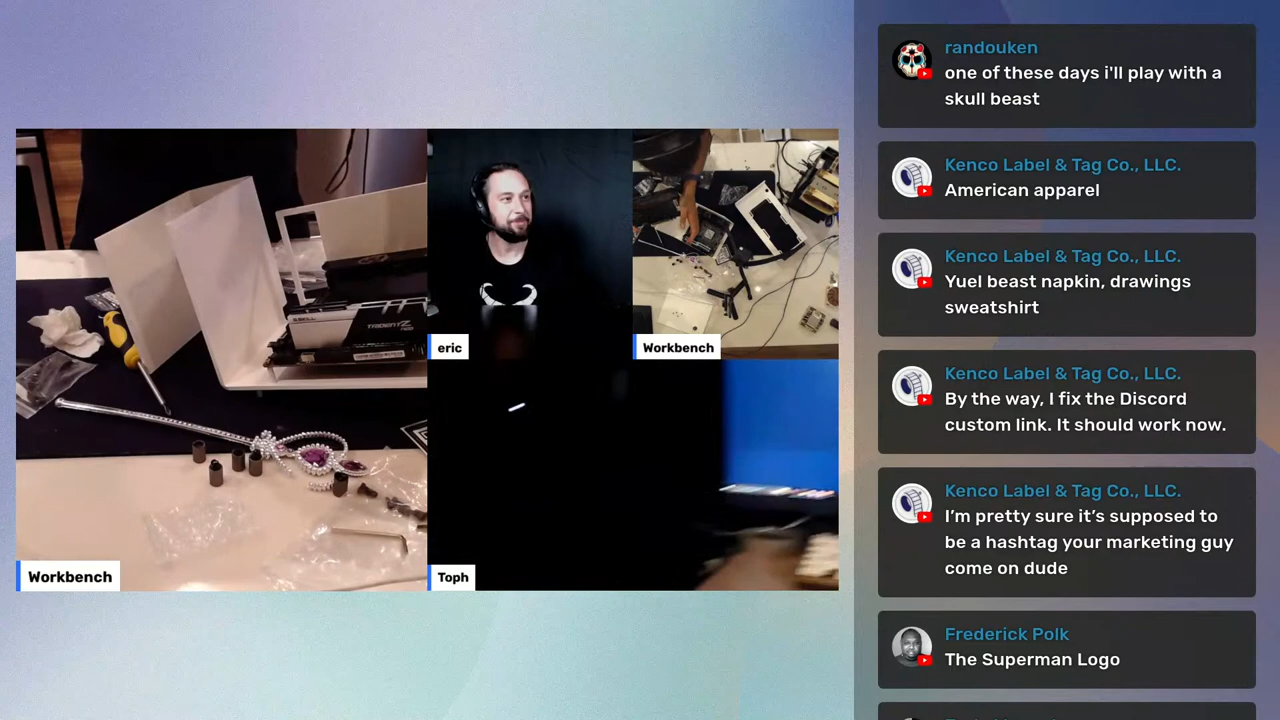 G.SKILL
TRIDENT Z
NEO
eric
Workbench
Workbench
Toph
randouken
one of these days i'll play with a
skull beast
Kenco Label & Tag Co., LLC.
American apparel
Kenco Label & Tag Co., LLC.
Yuel beast napkin, drawings
sweatshirt
Kenco Label & Tag Co., LLC.
By the way, I fix the Discord
custom link. It should work now.
Kenco Label & Tag Co., LLC.
I'm pretty sure it's supposed to
be a hashtag your marketing guy
come on dude
Frederick Polk
The Superman Logo